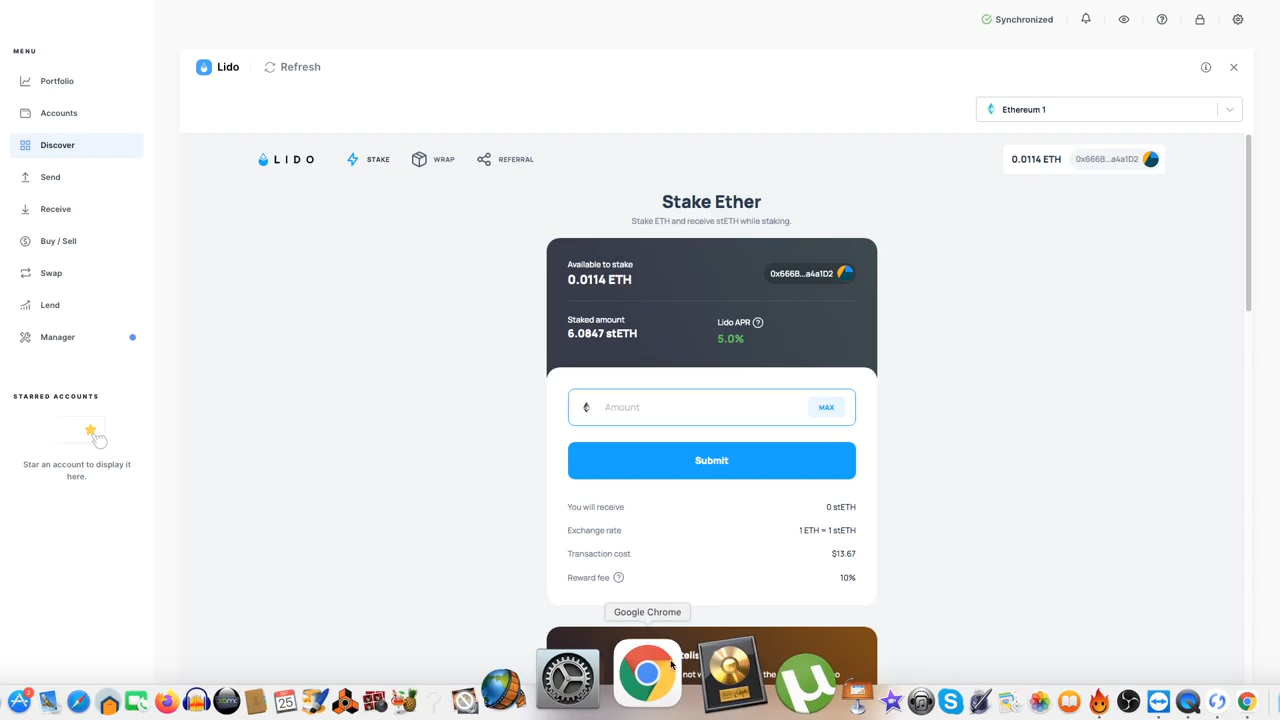 Synchronized
MENU
Portfolio
Accounts
Discover
Send
Receive
Buy / Sell
Swap
Lend
Manager
STARRED ACCOUNTS
Star an account to display it
here.
Lido
Refresh
Ethereum 1
LIDO
STAKE
WRAP
REFERRAL
0.0114 ETH
0x666B...a4a1D2
Stake Ether
Stake ETH and receive stETH while staking.
Available to stake
0.0114 ETH
0x666B...a4a1D2
Staked amount
6.0847 stETH
Lido APR
5.0%
Amount
MAX
Submit
You will receive
0 stETH
Exchange rate
1 ETH = 1 stETH
Transaction cost
$13.67
Reward fee
10%
Google Chrome
25